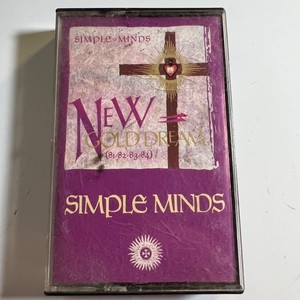 SIMPLE MINDS
NEW
GOLD DREAM
(81-82-83-84)
SIMPLE MINDS